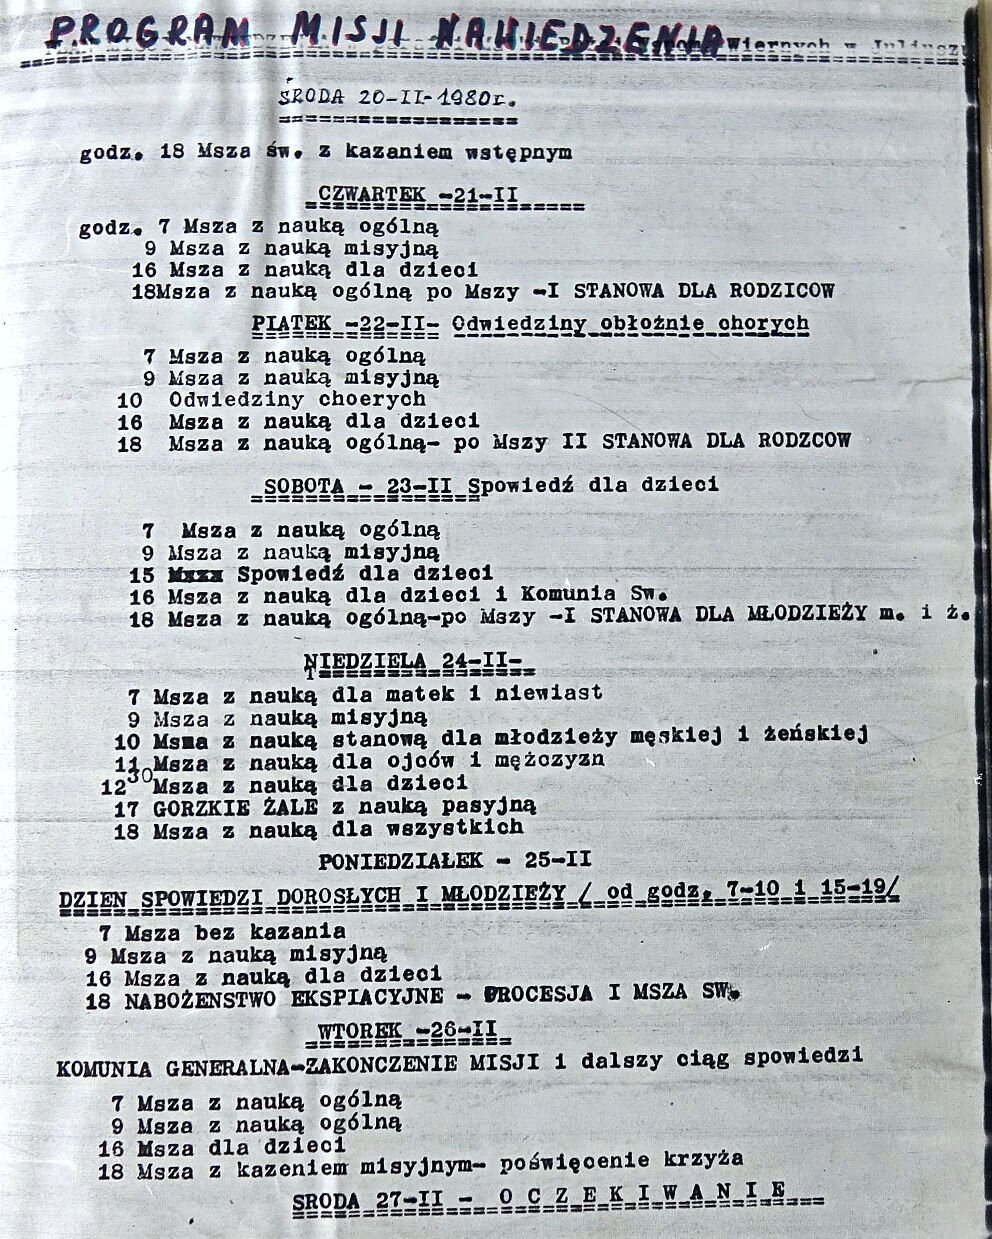 PROGRAM MISJI NAWIEDZENIA wiernych w Juliusz
ŚRODA 20-II-1980r.
godz. 18 Msza św. z kazaniem wstępnym
CZWARTEK -21-II
godz. 7 Msza z nauką ogólną
9 Msza z nauką misyjną
16 Msza z nauką dla dzieci
18Msza z nauką ogólną po Mszy -I STANOWA DLA RODZICOW
PIATEK -22-II- Odwiedziny obłożnie chorych
7 Msza z nauką ogólną
9 Msza z nauką misyjną
10 Odwiedziny choerych
16 Msza z nauką dla dzieci
18 Msza z nauką ogólną- po Mszy II STANOWA DLA RODZCOW
SOBOTA - 23-II Spowiedź dla dzieci
7 Msza z nauką ogólną
9 Msza z nauką misyjną
15 Spowiedź dla dzieci
16 Msza z nauką dla dzieci i Komunia Sw.
18 Msza z nauką ogólną-po Mszy -I STANOWA DLA MŁODZIEŻY m. i ż.
NIEDZIELA 24-II-
7 Msza z nauką dla matek i niewiast
9 Msza z nauką misyjną
10 Msza z nauką stanową dla młodzieży męskiej i żeńskiej
11 Msza z nauką dla ojców i mężczyzn
12 30 Msza z nauką dla dzieci
17 GORZKIE ŻALE z nauką pasyjną
18 Msza z nauką dla wszystkich
PONIEDZIAŁEK - 25-II
DZIEN SPOWIEDZI DOROSŁYCH I MŁODZIEŻY / od godz. 7-10 i 15-19/
7 Msza bez kazania
9 Msza z nauką misyjną
16 Msza z nauką dla dzieci
18 NABOŻENSTWO EKSPIACYJNE - PROCESJA I MSZA SW.
WTOREK -26-II
KOMUNIA GENERALNA-ZAKONCZENIE MISJI i dalszy ciąg spowiedzi
7 Msza z nauką ogólną
9 Msza z nauką ogólną
16 Msza dla dzieci
18 Msza z kazeniem misyjnym- poświęcenie krzyża
SRODA 27-II - O C Z E K I W A N I E